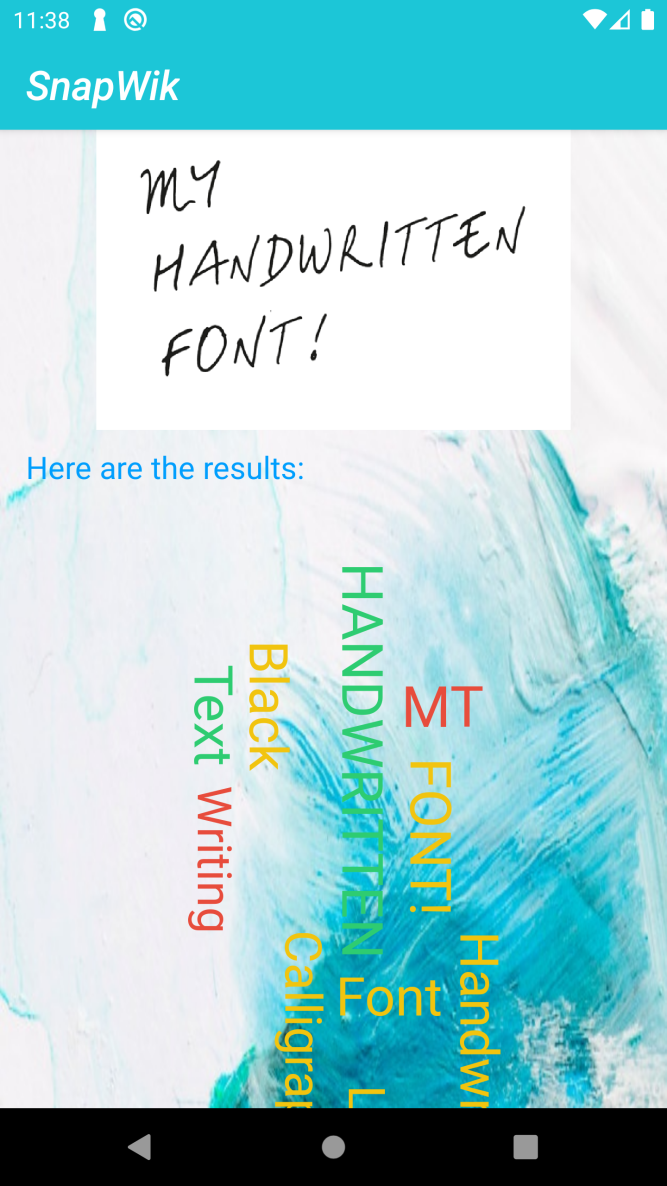 11:38
SnapWik
MY
HANDWRITTEN
FONT!
Here are the results:
HANDWRITTEN
Black
Text
MT
FONT!
Writing
Font